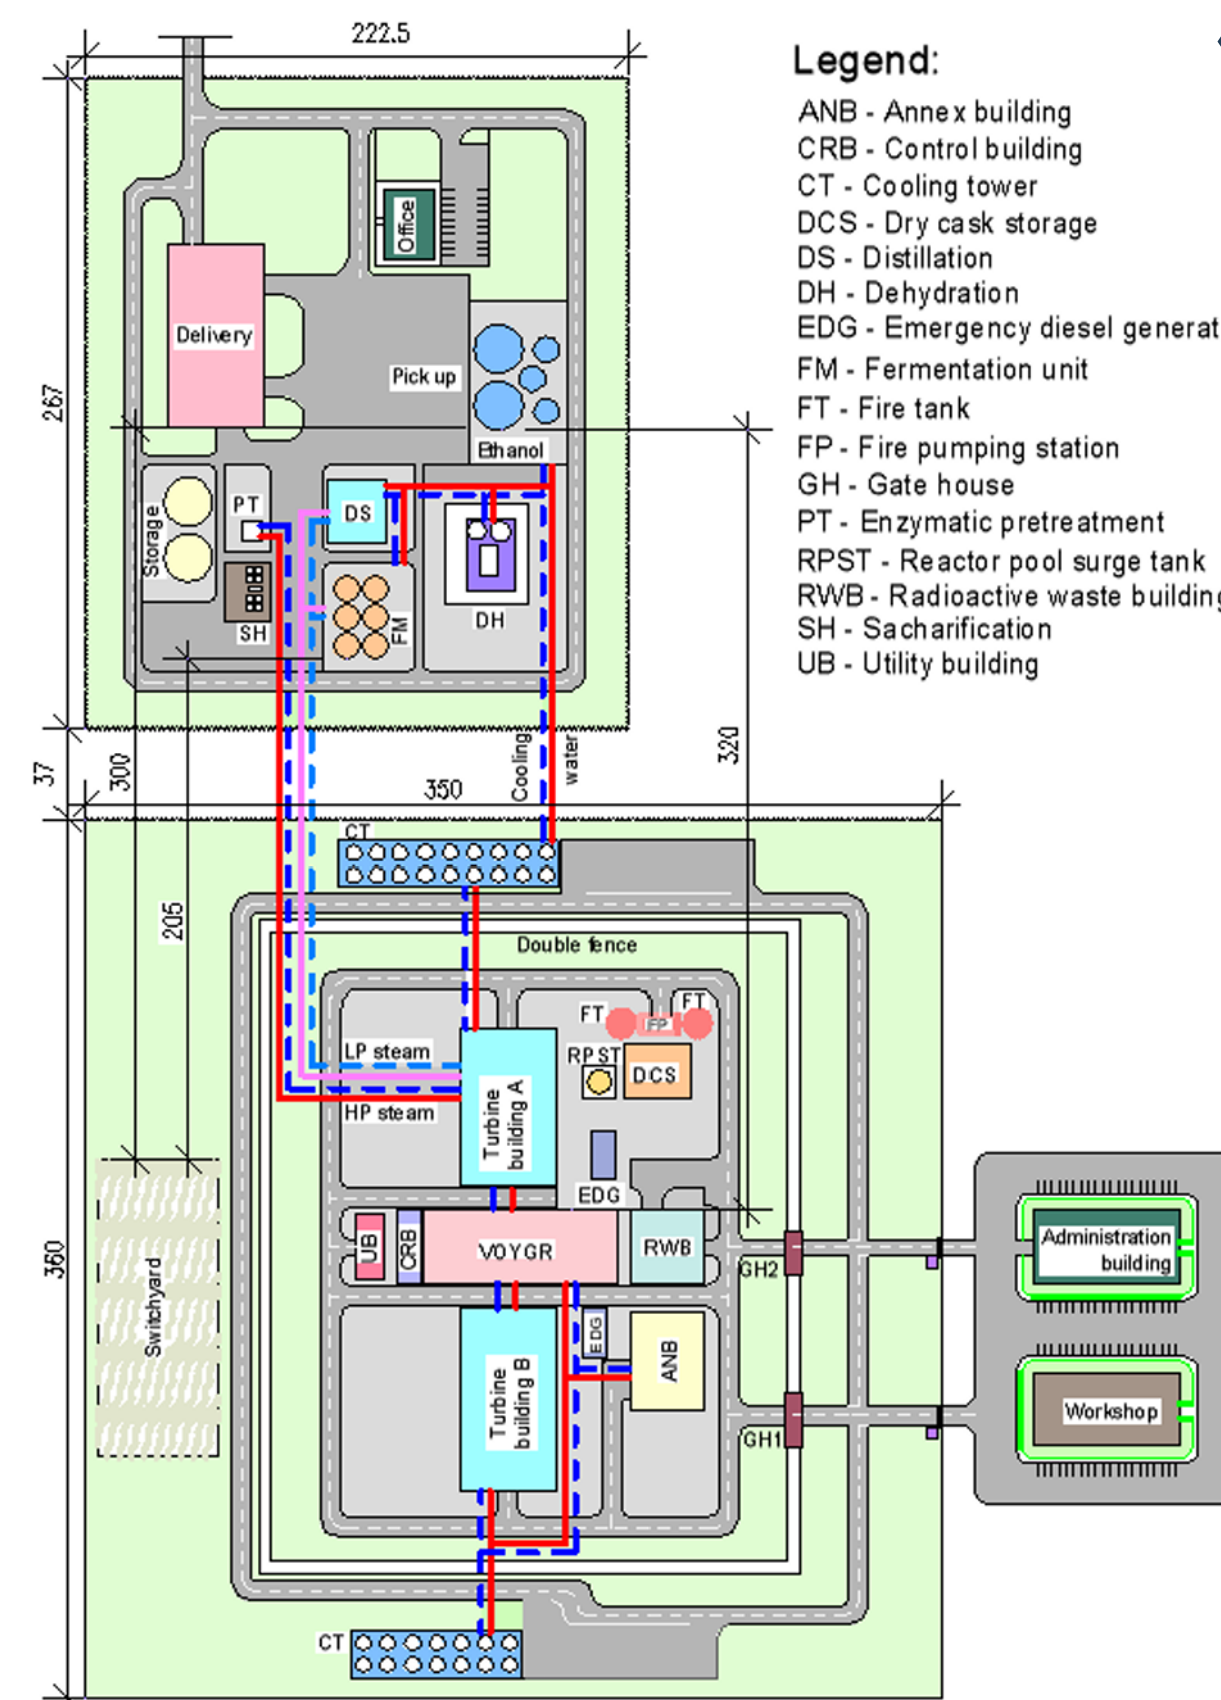 222.5
Legend:
ANB - Annex building
CRB - Control building
CT - Cooling tower
DCS - Dry cask storage
DS - Distillation
DH - Dehydration
EDG - Emergency diesel generat
FM - Fermentation unit
FT - Fire tank
FP - Fire pumping station
GH - Gate house
PT - Enzymatic pretreatment
RPST - Reactor pool surge tank
RWB - Radioactive waste building
SH - Sacharification
UB - Utility building
Office
Delivery
Pick up
267
Ethanol
Storage
PT
DS
SH
FM
DH
37
300
350
Cooling
water
320
CT
205
Double fence
FT
FP
FT
LP steam
RPST
DCS
HP steam
Turbine
building A
EDG
UB
CRB
VOYGR
RWB
GH2
Administration
building
360
Switchyard
EDG
ANB
Turbine
building B
GH1
Workshop
CT